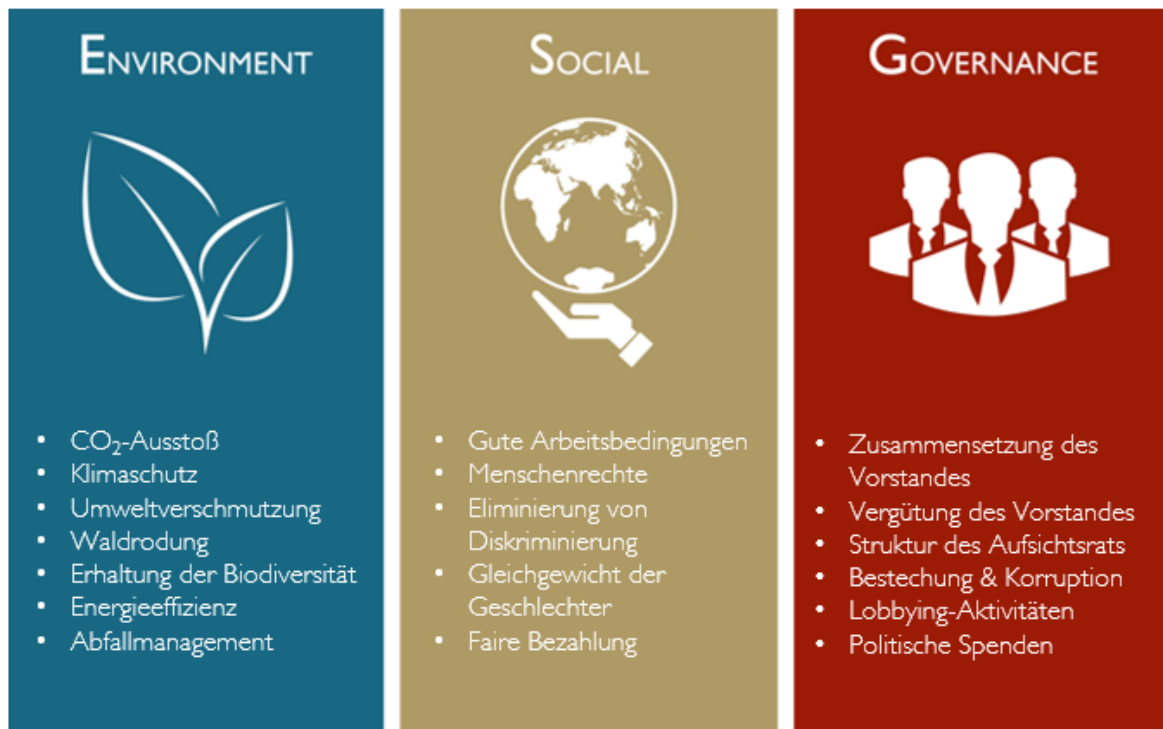 ENVIRONMENT
• CO₂-Ausstoß
• Klimaschutz
• Umweltverschmutzung
• Waldrodung
• Erhaltung der Biodiversität
• Energieeffizienz
• Abfallmanagement
SOCIAL
• Gute Arbeitsbedingungen
• Menschenrechte
• Eliminierung von
Diskriminierung
• Gleichgewicht der
Geschlechter
• Faire Bezahlung
GOVERNANCE
• Zusammensetzung des
Vorstandes
• Vergütung des Vorstandes
• Struktur des Aufsichtsrats
• Bestechung & Korruption
• Lobbying-Aktivitäten
• Politische Spenden